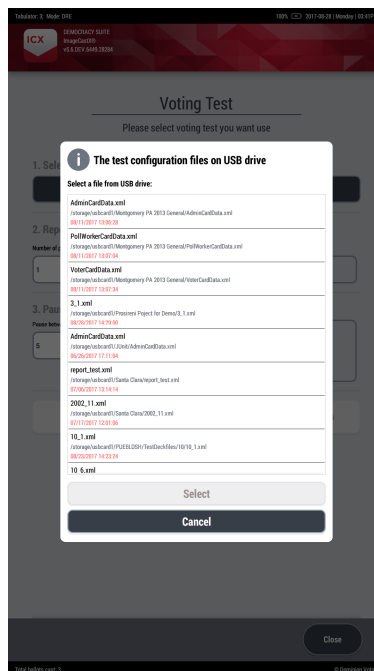 Tabulator: 3, Mode: DRE
100% 2017-08-28 | Monday | 03:41P
ICX
DEMOCRACY SUITE
ImageCast®®
v5.6.DEV 6449.28284
Voting Test
Please select voting test you want use
1. Sele
i The test configuration files on USB drive
Select a file from USB drive:
AdminCardData.xml
/storage/usbcard1/Montgomery PA 2013 General/AdminCardData.xml
08/11/2017 13:06:28
PollWorkerCardData.xml
/storage/usbcard1/Montgomery PA 2013 General/PollWorkerCardData.xml
08/11/2017 13:07:04
VoterCardData.xml
/storage/usbcard1/Montgomery PA 2013 General/VoterCardData.xml
08/11/2017 13:07:34
3_1.xml
/storage/usbcard1/Prosireni Poject for Demo/3_1.xml
08/28/2017 14:29:00
AdminCardData.xml
/storage/usbcard1/JUnit/AdminCardData.xml
06/26/2017 17:11:04
report_test.xml
/storage/usbcard1/Santa Clara/report_test.xml
07/06/2017 13:14:14
2002_11.xml
/storage/usbcard1/Santa Clara/2002_11.xml
07/17/2017 12:01:06
10_1.xml
/storage/usbcard1/PUEBLOSH/TestDeckfiles/10/10_1.xml
08/23/2017 14:23:24
10 6.xml
2. Rep
Number of p
1
3. Pau
Pause betwe
5
Select
Cancel
Close
Total ballots cast: 3
© Dominion Voti